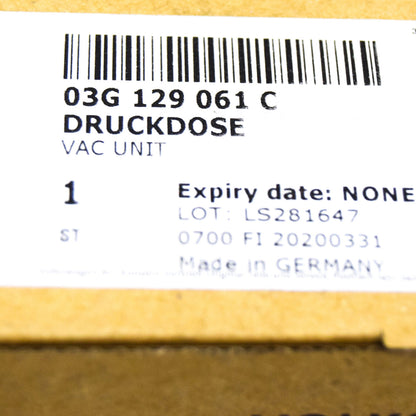 03G 129 061 C
DRUCKDOSE
VAC UNIT
1 Expiry date: NONE
LOT: LS281647
ST 0700 FI 20200331
Made in GERMANY